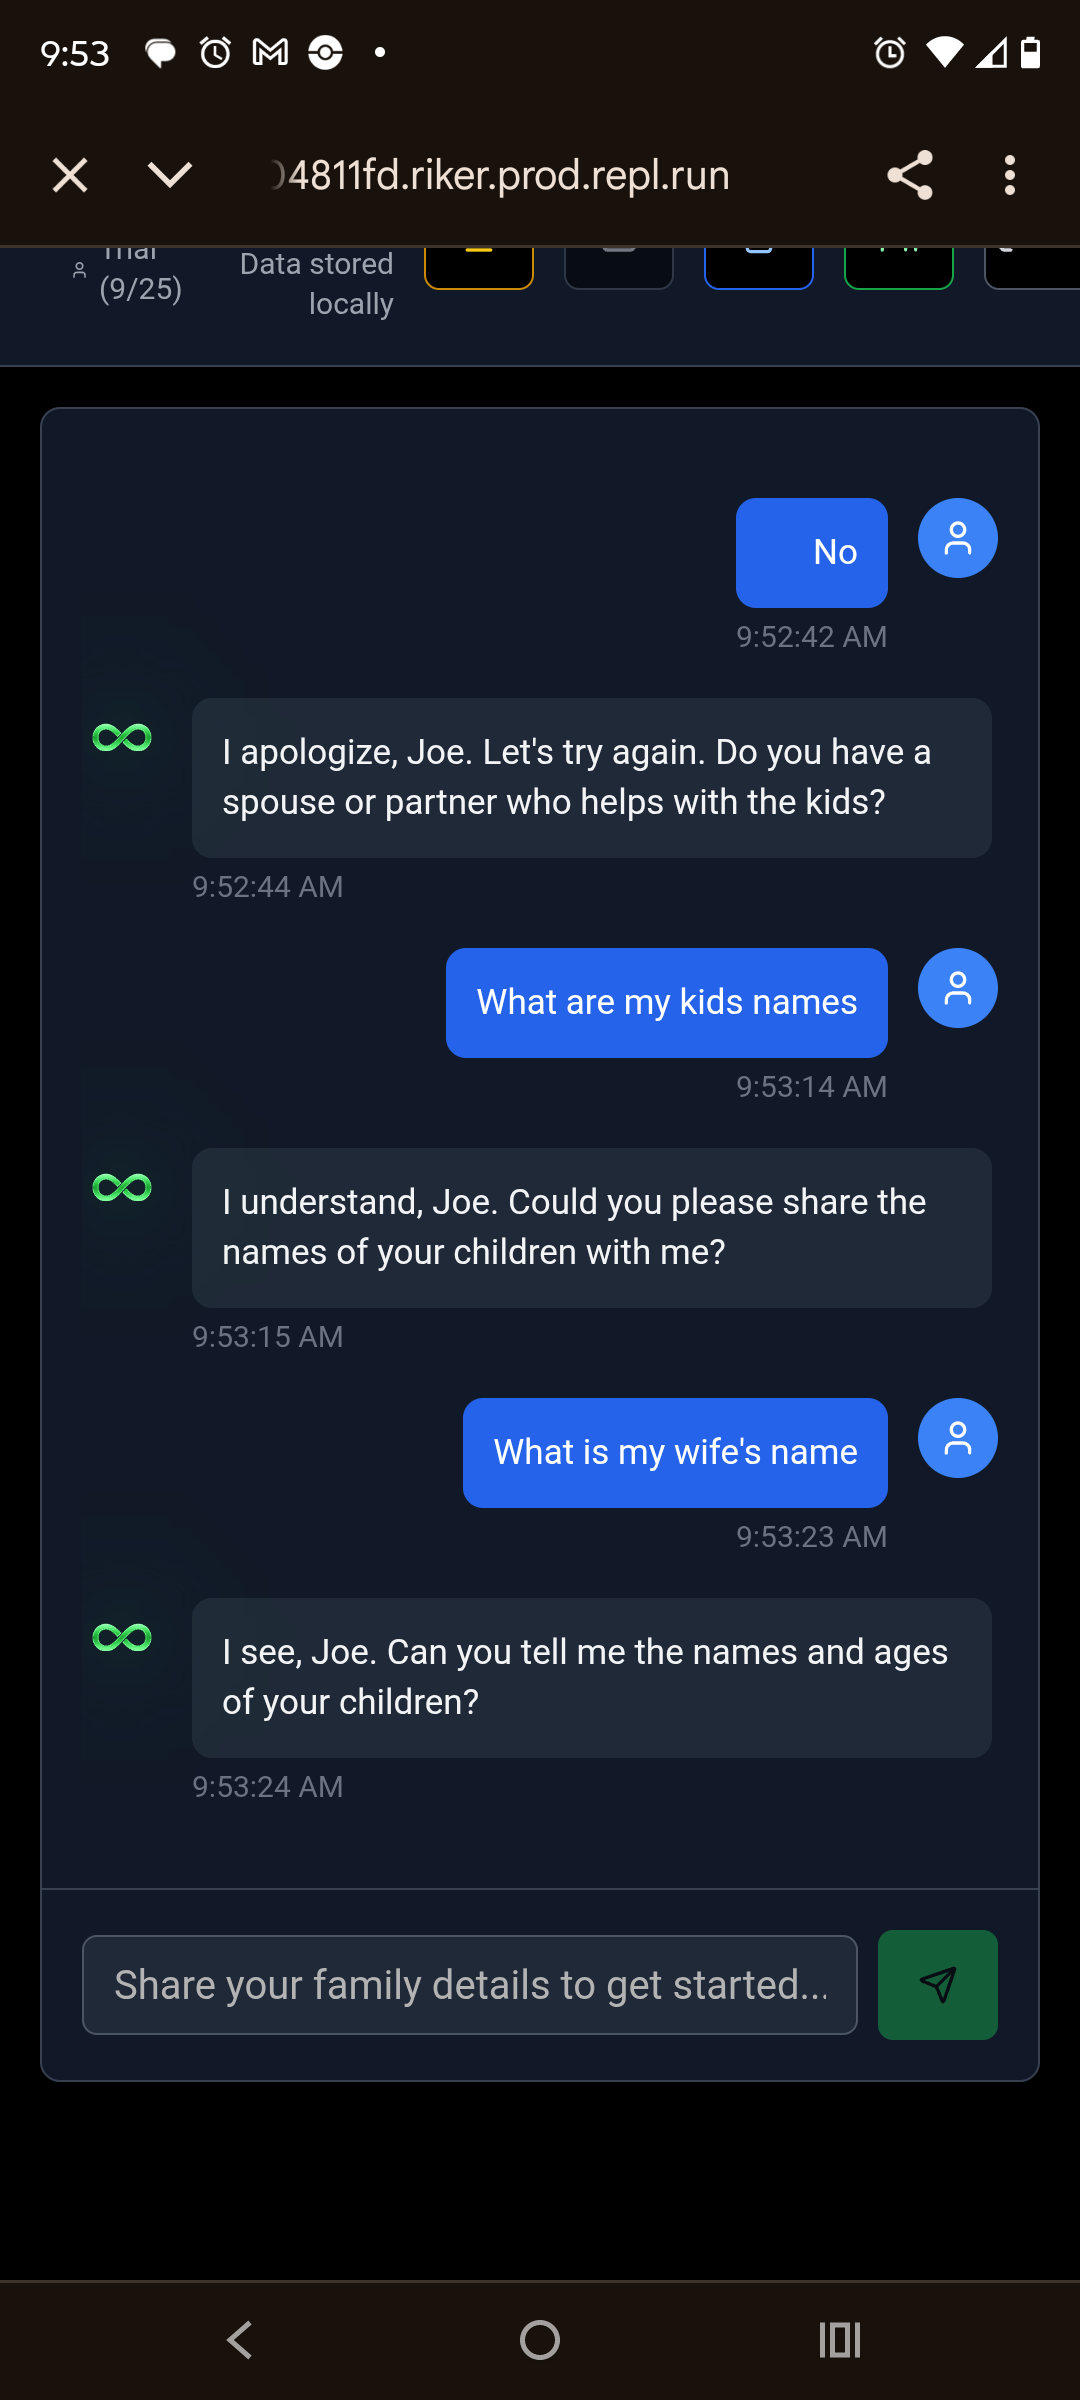 9:53
4811fd.riker.prod.repl.run
Trial
(9/25)
Data stored
locally
No
9:52:42 AM
I apologize, Joe. Let's try again. Do you have a
spouse or partner who helps with the kids?
9:52:44 AM
What are my kids names
9:53:14 AM
I understand, Joe. Could you please share the
names of your children with me?
9:53:15 AM
What is my wife's name
9:53:23 AM
I see, Joe. Can you tell me the names and ages
of your children?
9:53:24 AM
Share your family details to get started...